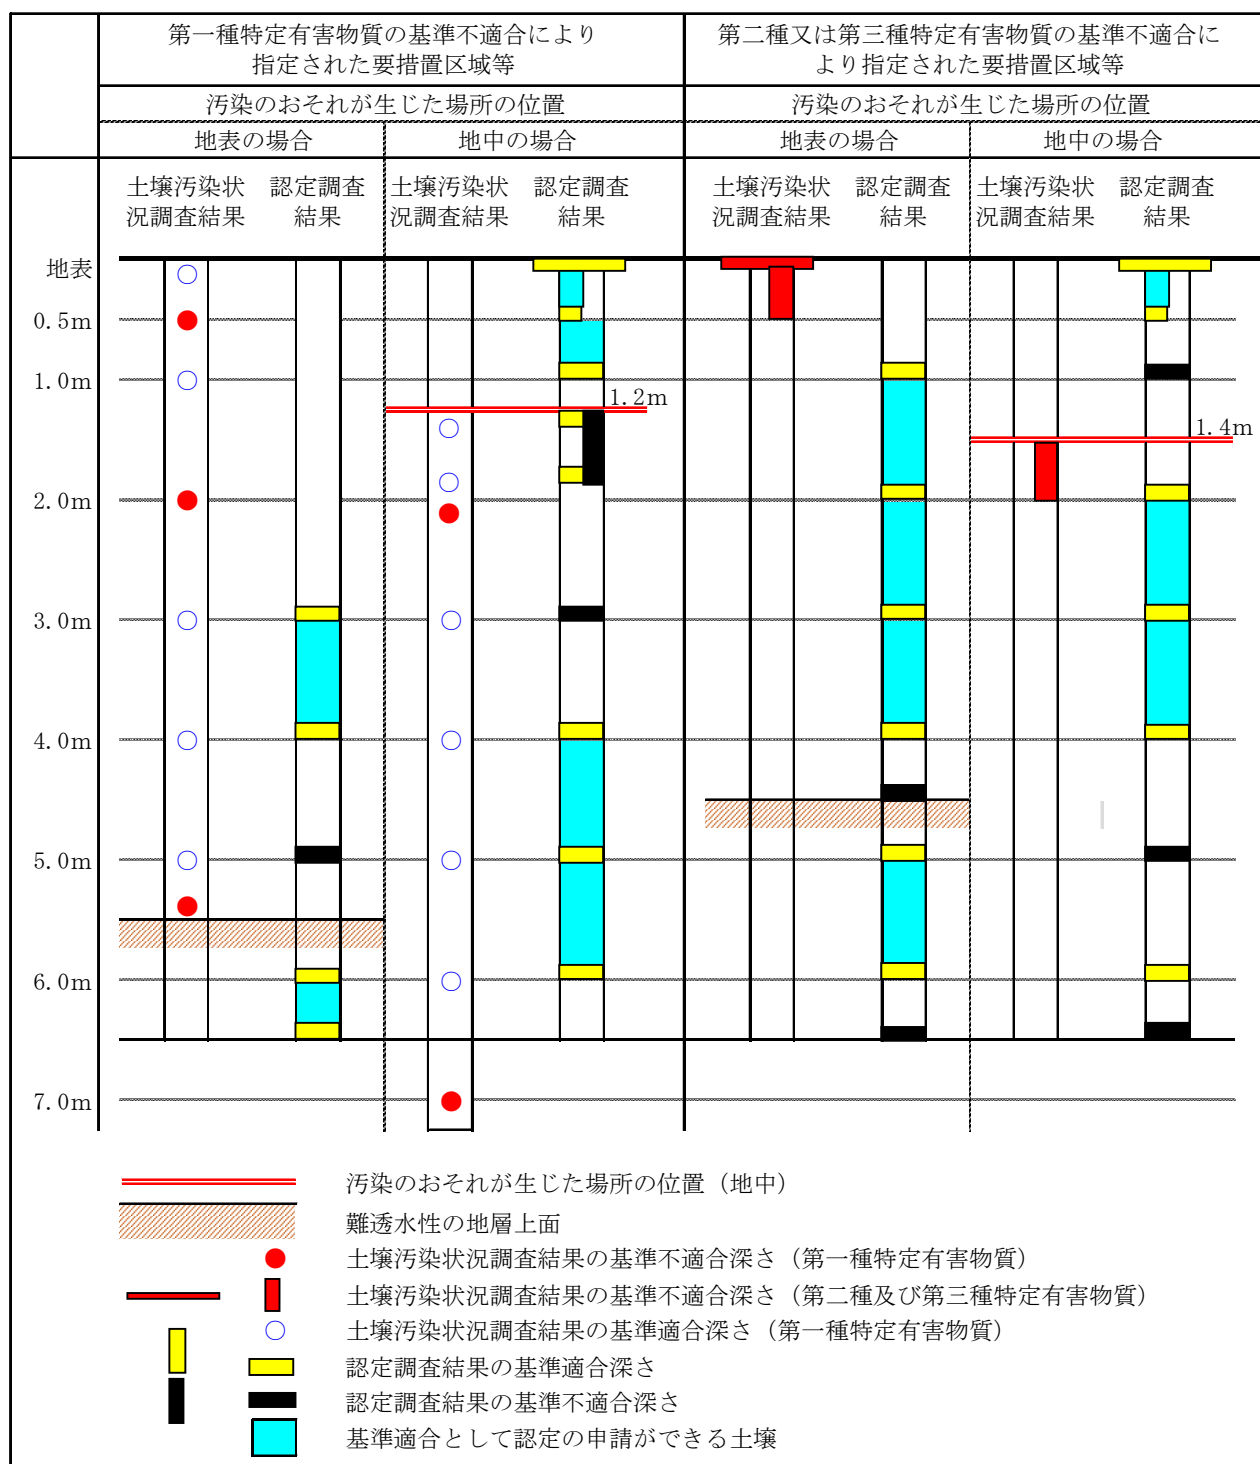 第一種特定有害物質の基準不適合により
指定された要措置区域等
第二種又は第三種特定有害物質の基準不適合に
より指定された要措置区域等
汚染のおそれが生じた場所の位置
汚染のおそれが生じた場所の位置
地表の場合
地中の場合
地表の場合
地中の場合
土壌汚染状
況調査結果
認定調査
結果
土壌汚染状
況調査結果
認定調査
結果
土壌汚染状
況調査結果
認定調査
結果
土壌汚染状
況調査結果
認定調査
結果
地表
0.5m
1.0m
1.2m
1.4m
2.0m
3.0m
4.0m
5.0m
6.0m
7.0m
汚染のおそれが生じた場所の位置（地中）
難透水性の地層上面
土壌汚染状況調査結果の基準不適合深さ（第一種特定有害物質）
土壌汚染状況調査結果の基準不適合深さ（第二種及び第三種特定有害物質）
土壌汚染状況調査結果の基準適合深さ（第一種特定有害物質）
認定調査結果の基準適合深さ
認定調査結果の基準不適合深さ
基準適合として認定の申請ができる土壌